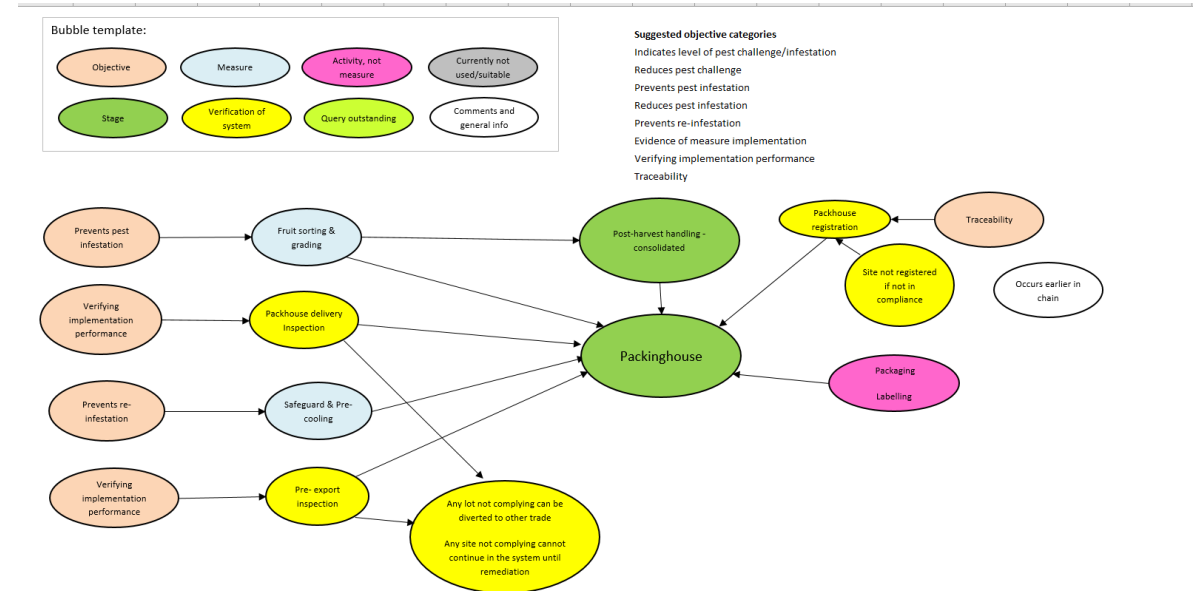 Bubble template:
Objective
Measure
Activity, not
measure
Currently not
used/suitable
Stage
Verification of
system
Query outstanding
Comments and
general info
Suggested objective categories
Indicates level of pest challenge/infestation
Reduces pest challenge
Prevents pest infestation
Reduces pest infestation
Prevents re-infestation
Evidence of measure implementation
Verifying implementation performance
Traceability
Prevents pest
infestation
Fruit sorting &
grading
Post-harvest handling -
consolidated
Packhouse
registration
Traceability
Site not registered
if not in
compliance
Occurs earlier in
chain
Verifying
implementation
performance
Packhouse delivery
Inspection
Packinghouse
Packaging
Labelling
Prevents re-
infestation
Safeguard & Pre-
cooling
Verifying
implementation
performance
Pre- export
inspection
Any lot not complying can be
diverted to other trade
Any site not complying cannot
continue in the system until
remediation